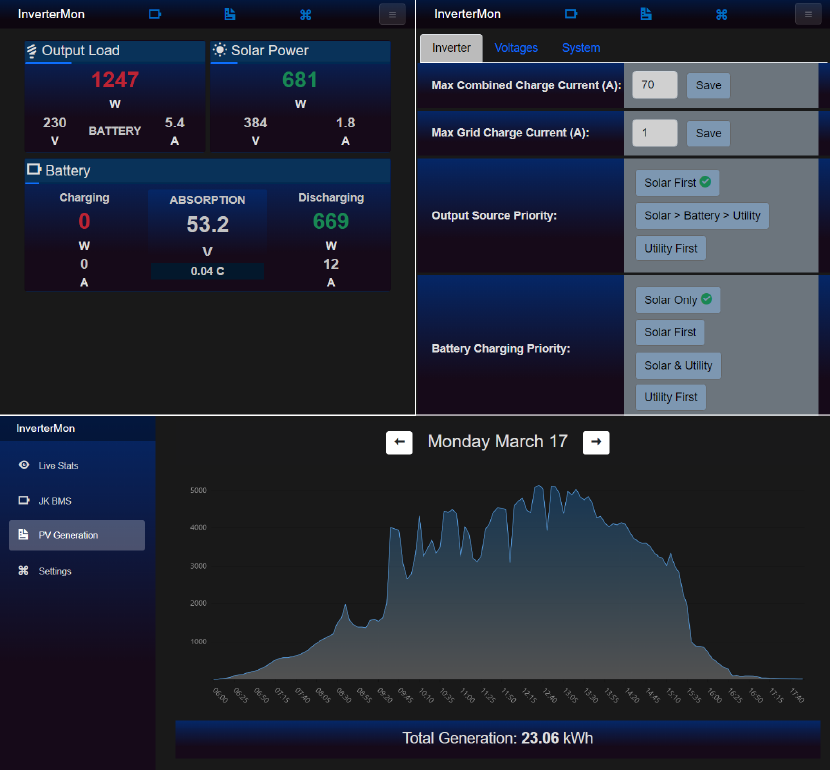 InverterMon
Output Load
1247
W
230
V
BATTERY
5.4
A
Solar Power
681
W
384
V
1.8
A
Battery
Charging
0
W
0
A
ABSORPTION
53.2
V
0.04 C
Discharging
669
W
12
A
InverterMon
Inverter Voltages System
Max Combined Charge Current (A): 70 Save
Max Grid Charge Current (A): 1 Save
Output Source Priority:
Solar First
Solar > Battery > Utility
Utility First
Battery Charging Priority:
Solar Only
Solar First
Solar & Utility
Utility First
InverterMon
Live Stats
JK BMS
PV Generation
Settings
← Monday March 17 →
5000
4000
3000
2000
1000
06:00 06:25 06:50 07:15 07:40 08:05 08:30 08:55 09:20 09:45 10:10 10:35 11:00 11:25 11:50 12:15 12:40 13:05 13:30 13:55 14:20 14:45 15:10 15:35 16:00 16:25 16:50 17:15 17:40
Total Generation: 23.06 kWh